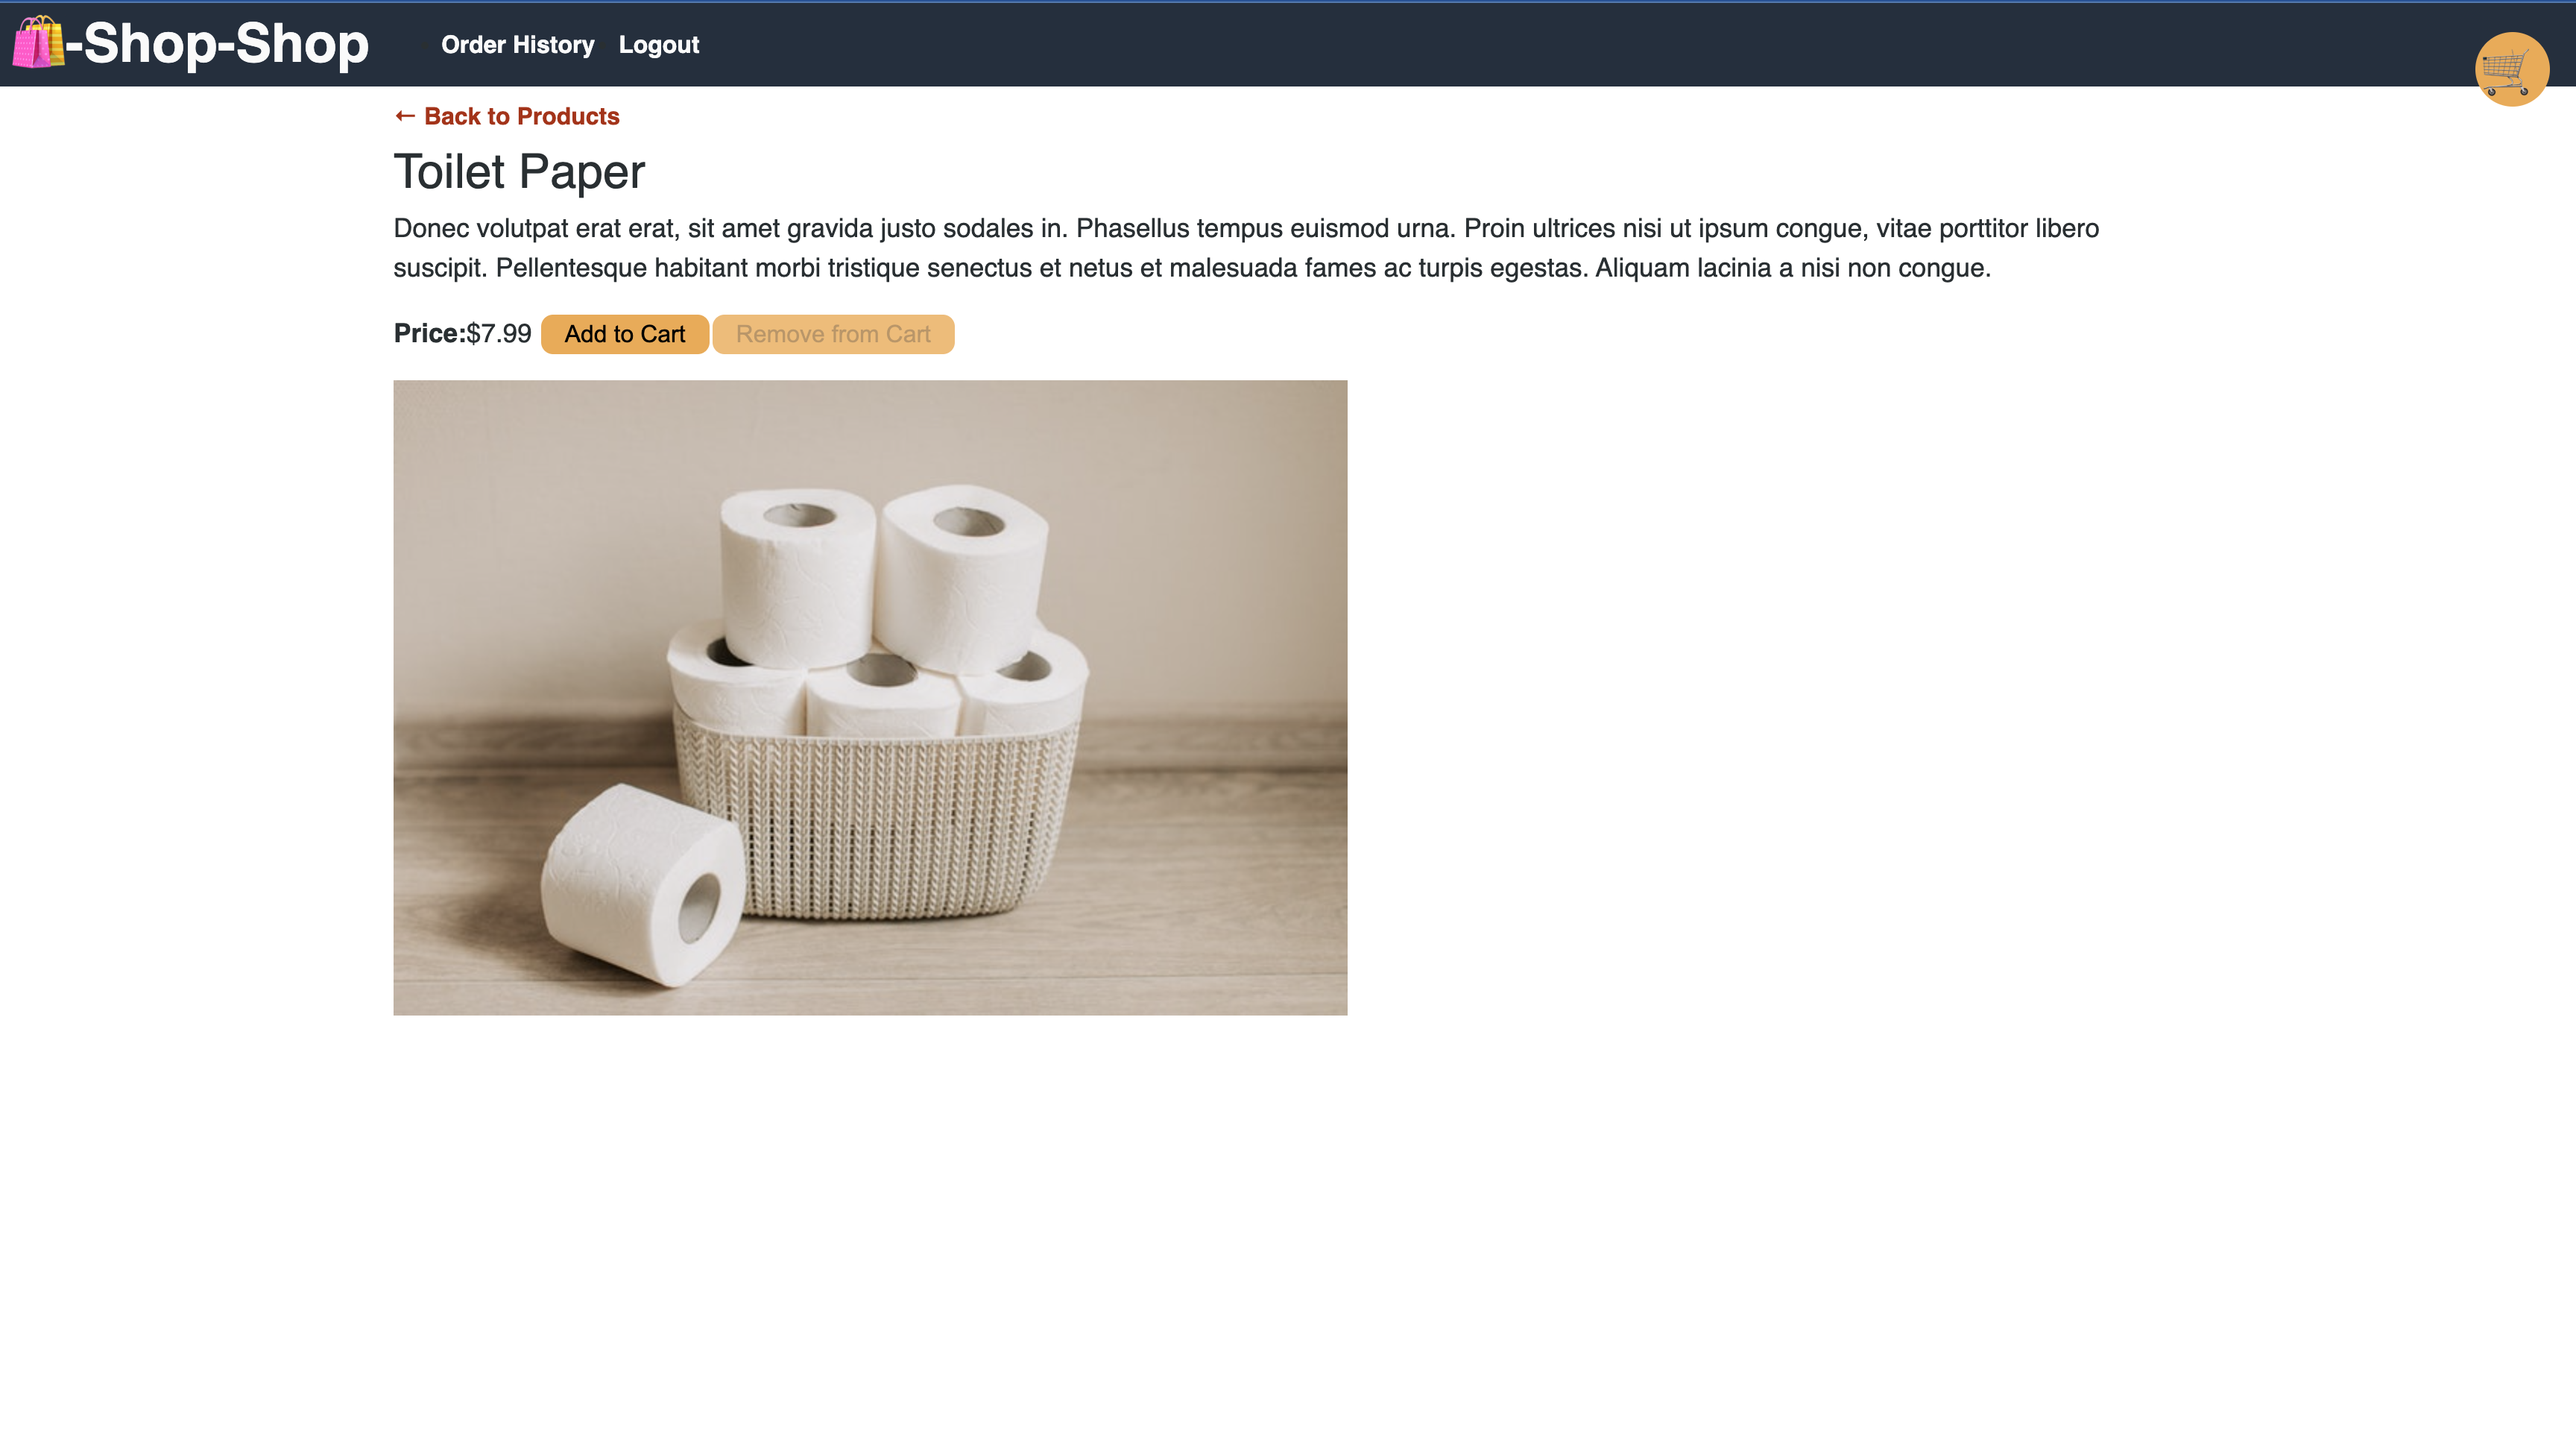 -Shop-Shop Order History Logout
← Back to Products
Toilet Paper
Donec volutpat erat erat, sit amet gravida justo sodales in. Phasellus tempus euismod urna. Proin ultrices nisi ut ipsum congue, vitae porttitor libero
suscipit. Pellentesque habitant morbi tristique senectus et netus et malesuada fames ac turpis egestas. Aliquam lacinia a nisi non congue.
Price:$7.99 Add to Cart Remove from Cart